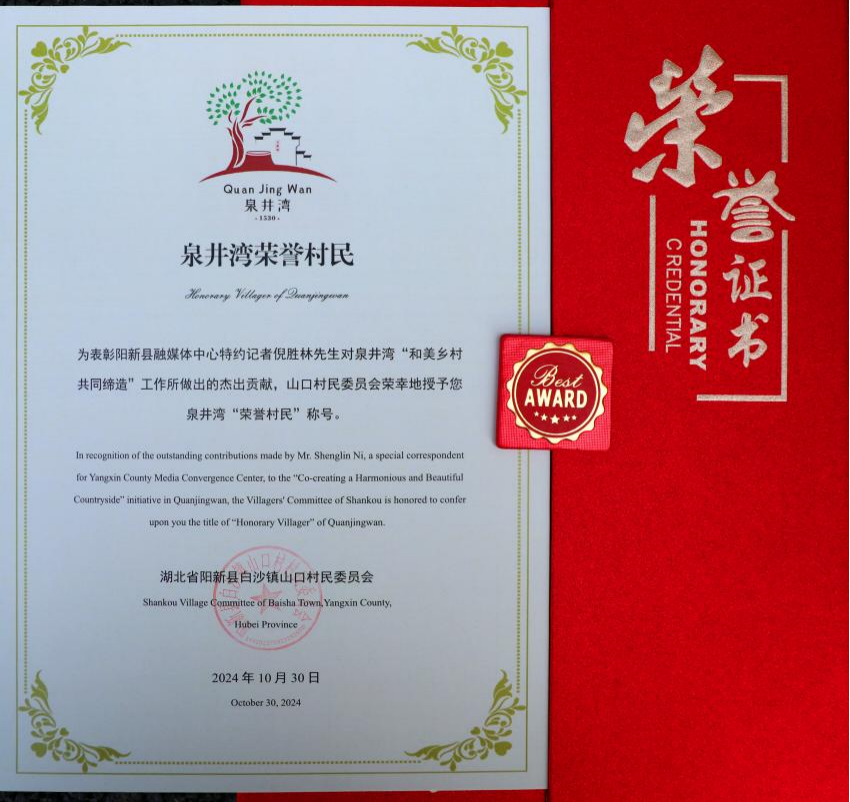 Quan Jing Wan
泉井湾
·1530·
泉井湾荣誉村民
Honorary Villager of Quanjingwan
为表彰阳新县融媒体中心特约记者倪胜林先生对泉井湾“和美乡村
共同缔造”工作所做出的杰出贡献，山口村民委员会荣幸地授予您
泉井湾“荣誉村民”称号。
In recognition of the outstanding contributions made by Mr. Shenglin Ni, a special correspondent
for Yangxin County Media Convergence Center, to the “Co-creating a Harmonious and Beautiful
Countryside” initiative in Quanjingwan, the Villagers' Committee of Shankou is honored to confer
upon you the title of “Honorary Villager” of Quanjingwan.
湖北省阳新县白沙镇山口村民委员会
Shankou Village Committee of Baisha Town,Yangxin County,
Hubei Province
2024年10月30日
October 30, 2024
Best
AWARD
荣誉证书
HONORARY
CREDENTIAL